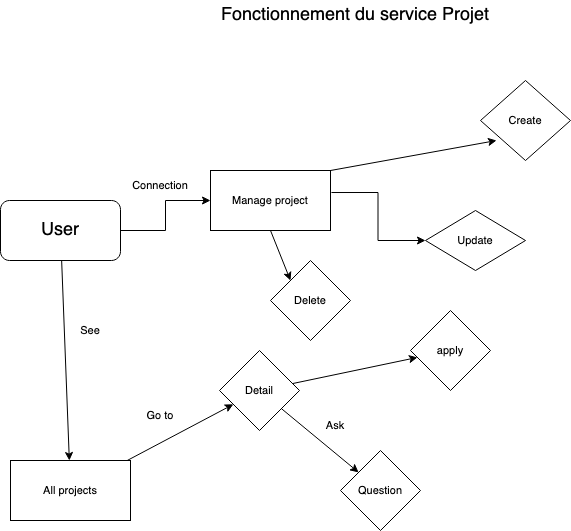 Fonctionnement du service Projet
Create
Connection
Manage project
User
Update
Delete
See
apply
Detail
Go to
Ask
All projects
Question